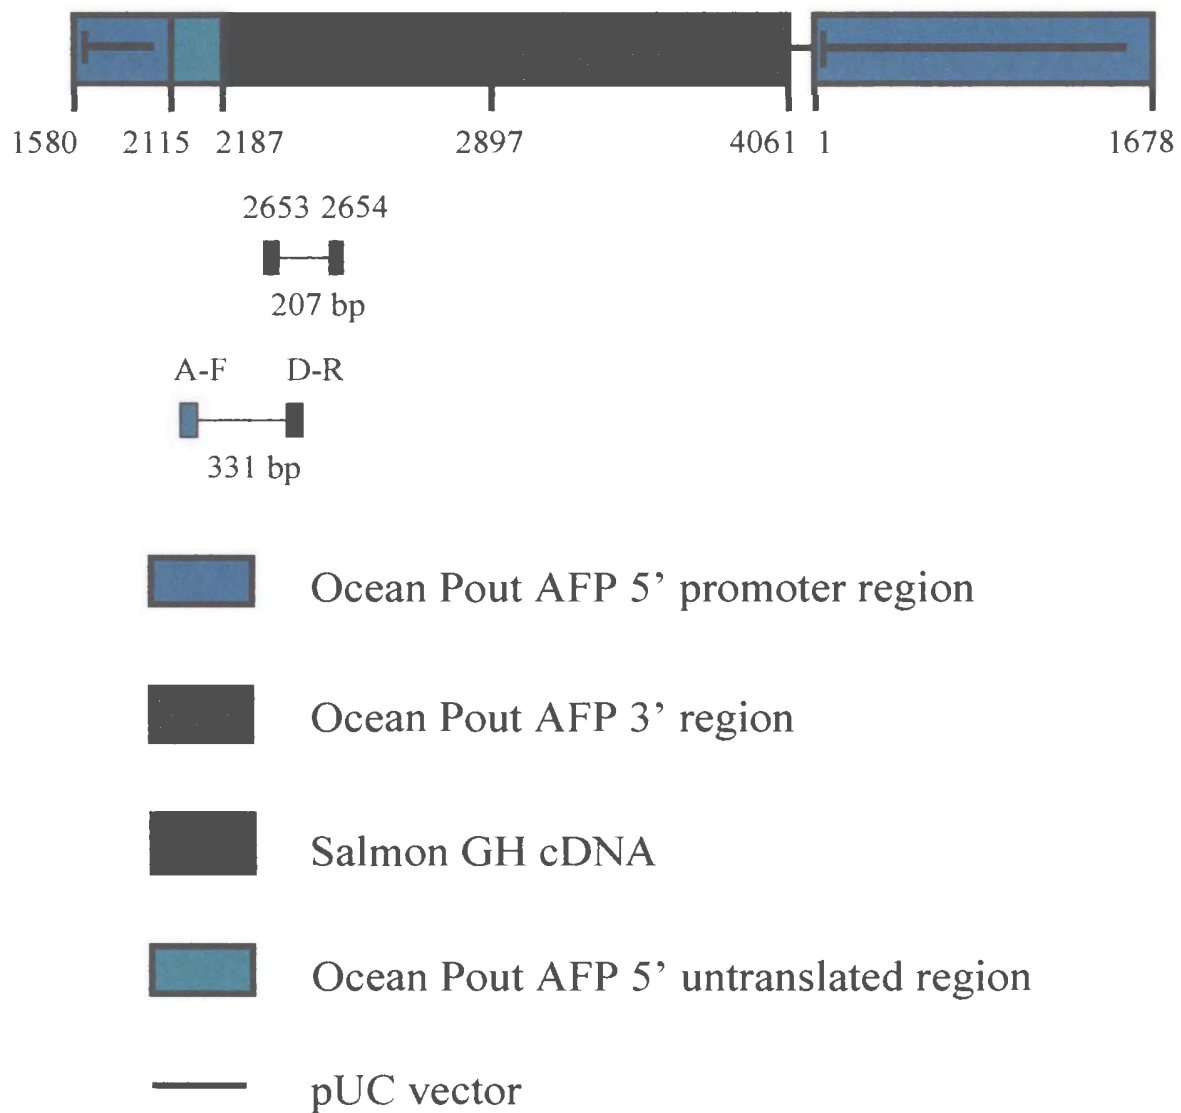 1580 2115 2187 2897 4061 1 1678
2653 2654
207 bp
A-F D-R
331 bp
Ocean Pout AFP 5’ promoter region
Ocean Pout AFP 3’ region
Salmon GH cDNA
Ocean Pout AFP 5’ untranslated region
pUC vector